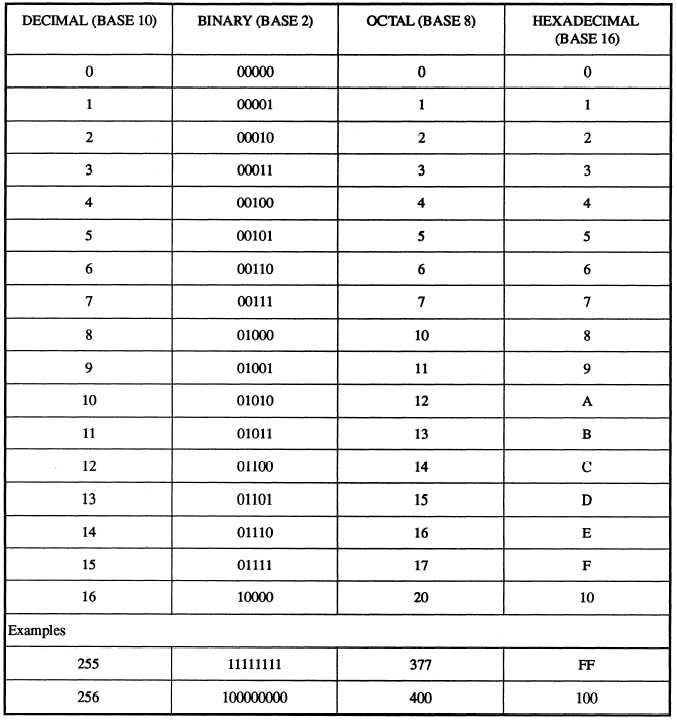 DECIMAL (BASE 10) BINARY (BASE 2) OCTAL (BASE 8) HEXADECIMAL
(BASE 16)
0 00000 0 0
1 00001 1 1
2 00010 2 2
3 00011 3 3
4 00100 4 4
5 00101 5 5
6 00110 6 6
7 00111 7 7
8 01000 10 8
9 01001 11 9
10 01010 12 A
11 01011 13 B
12 01100 14 C
13 01101 15 D
14 01110 16 E
15 01111 17 F
16 10000 20 10
Examples
255 11111111 377 FF
256 100000000 400 100